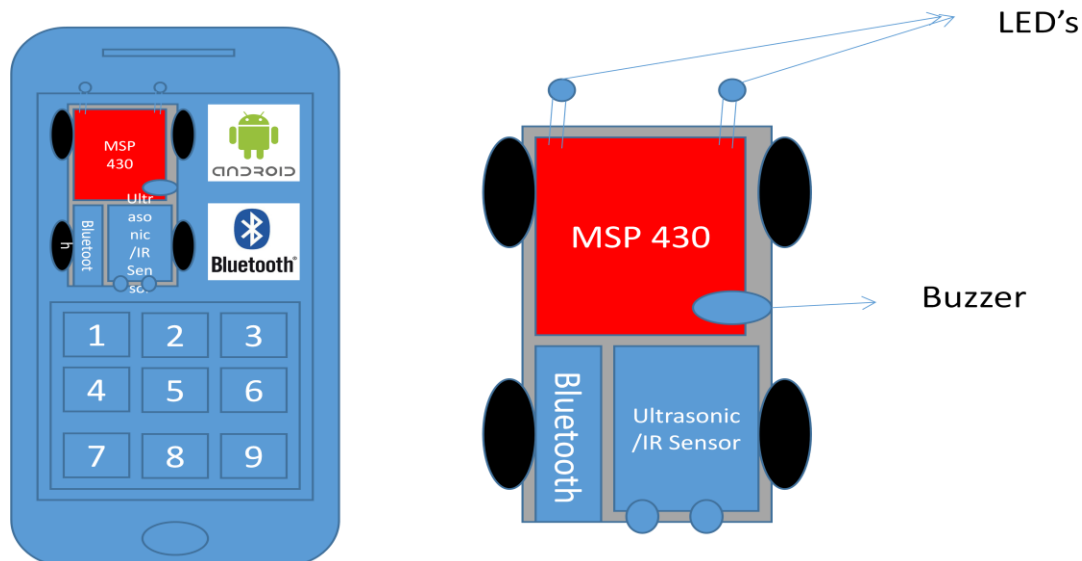 MSP
430
ANDROID
Bluetoot
h
Ultr
aso
nic
/IR
Sen
sor
Bluetooth®
1 2 3
4 5 6
7 8 9
LED's
MSP 430
Buzzer
Bluetooth
Ultrasonic
/IR Sensor